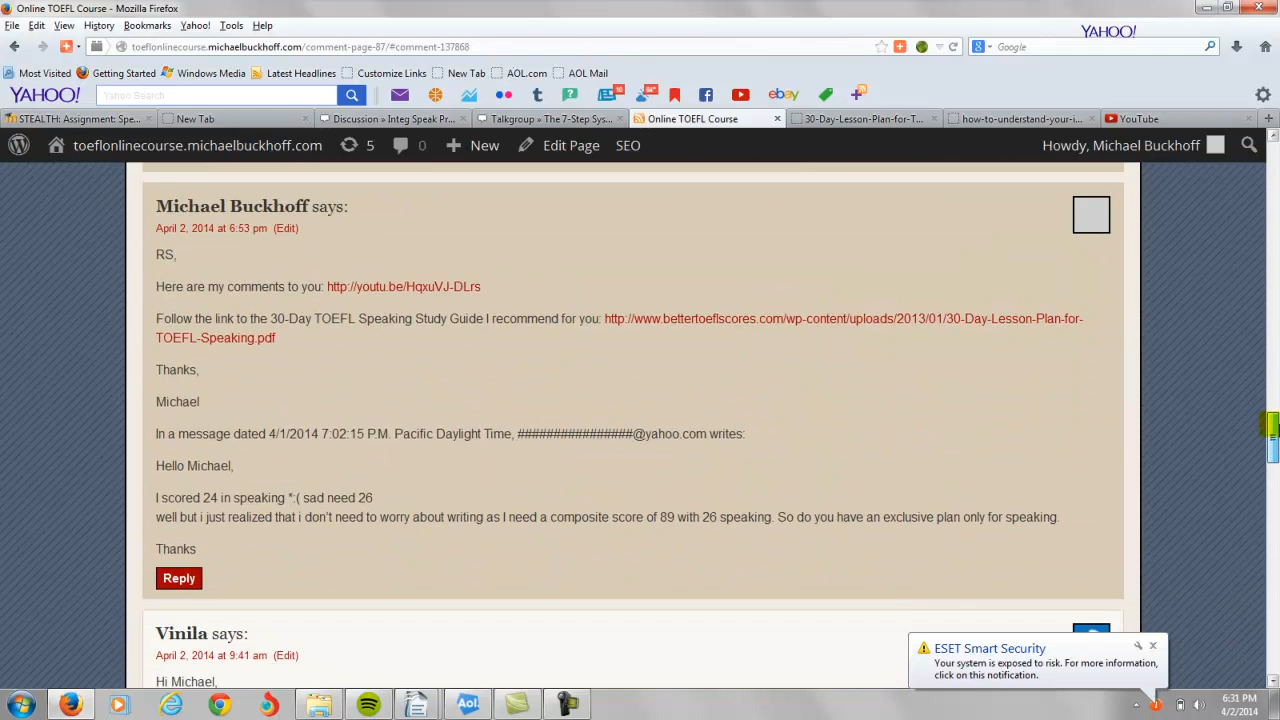 Online TOEFL Course - Mozilla Firefox
File Edit View History Bookmarks Yahoo! Tools Help
YAHOO!
toeflonlinecourse.michaelbuckhoff.com/comment-page-87/#comment-137868
Google
Most Visited Getting Started Windows Media Latest Headlines Customize Links New Tab AOL.com AOL Mail
YAHOO! Yahoo Search
STEALTH: Assignment: Spe... New Tab Discussion » Integ Speak Pr... Talkgroup » The 7-Step Sys... Online TOEFL Course 30-Day-Lesson-Plan-for-T... how-to-understand-your-i... YouTube
toeflonlinecourse.michaelbuckhoff.com 5 0 New Edit Page SEO Howdy, Michael Buckhoff
Michael Buckhoff says:
April 2, 2014 at 6:53 pm (Edit)
RS,
Here are my comments to you: http://youtu.be/HqxuVJ-DLrs
Follow the link to the 30-Day TOEFL Speaking Study Guide I recommend for you: http://www.bettertoeflscores.com/wp-content/uploads/2013/01/30-Day-Lesson-Plan-for-
TOEFL-Speaking.pdf
Thanks,
Michael
In a message dated 4/1/2014 7:02:15 P.M. Pacific Daylight Time, ################@yahoo.com writes:
Hello Michael,
I scored 24 in speaking *:( sad need 26
well but i just realized that i don't need to worry about writing as I need a composite score of 89 with 26 speaking. So do you have an exclusive plan only for speaking.
Thanks
Reply
Vinila says:
April 2, 2014 at 9:41 am (Edit)
Hi Michael,
ESET Smart Security
Your system is exposed to risk. For more information,
click on this notification.
Aol.
6:31 PM
4/2/2014